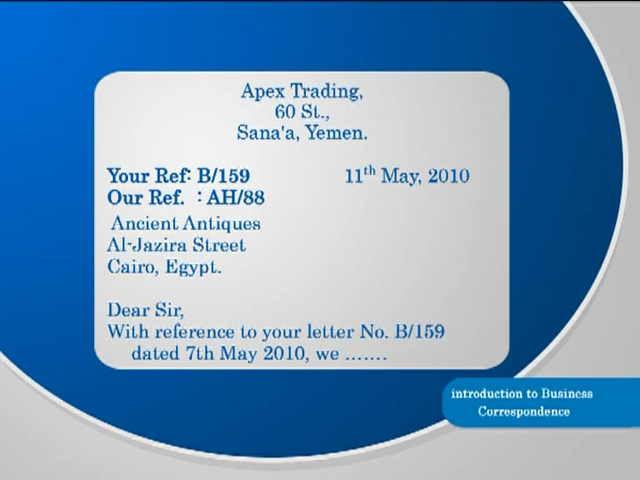 Apex Trading,
60 St.,
Sana'a, Yemen.
Your Ref: B/159 11th May, 2010
Our Ref. : AH/88
Ancient Antiques
Al-Jazira Street
Cairo, Egypt.
Dear Sir,
With reference to your letter No. B/159
dated 7th May 2010, we .......
introduction to Business
Correspondence